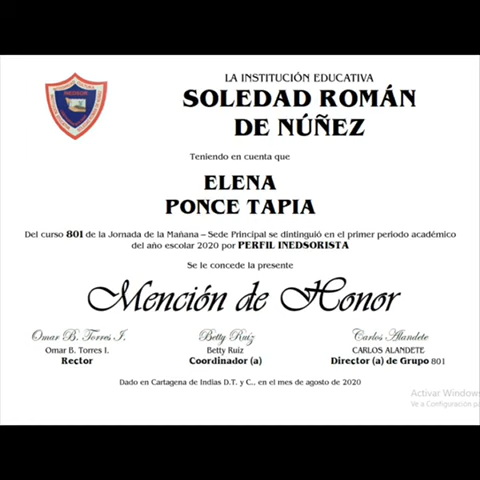 LA INSTITUCIÓN EDUCATIVA
SOLEDAD ROMÁN
DE NÚÑEZ
Teniendo en cuenta que
ELENA
PONCE TAPIA
Del curso 801 de la Jornada de la Mañana – Sede Principal se distinguió en el primer periodo académico
del año escolar 2020 por PERFIL INEDSORISTA
Se le concede la presente
Mención de Honor
Omar B. Torres I. Betty Ruiz Carlos Alandete
Omar B. Torres I. Betty Ruiz CARLOS ALANDETE
Rector Coordinador (a) Director (a) de Grupo 801
Dado en Cartagena de Indias D.T. y C., en el mes de agosto de 2020
Activar Windows
Ve a Configuración